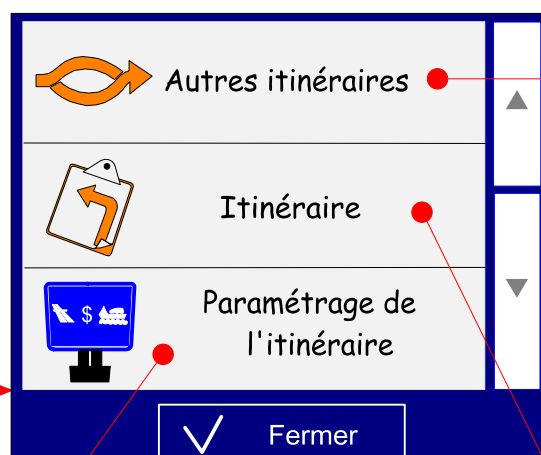 Autres itinéraires
Itinéraire
$
Paramétrage de
l'itinéraire
Fermer